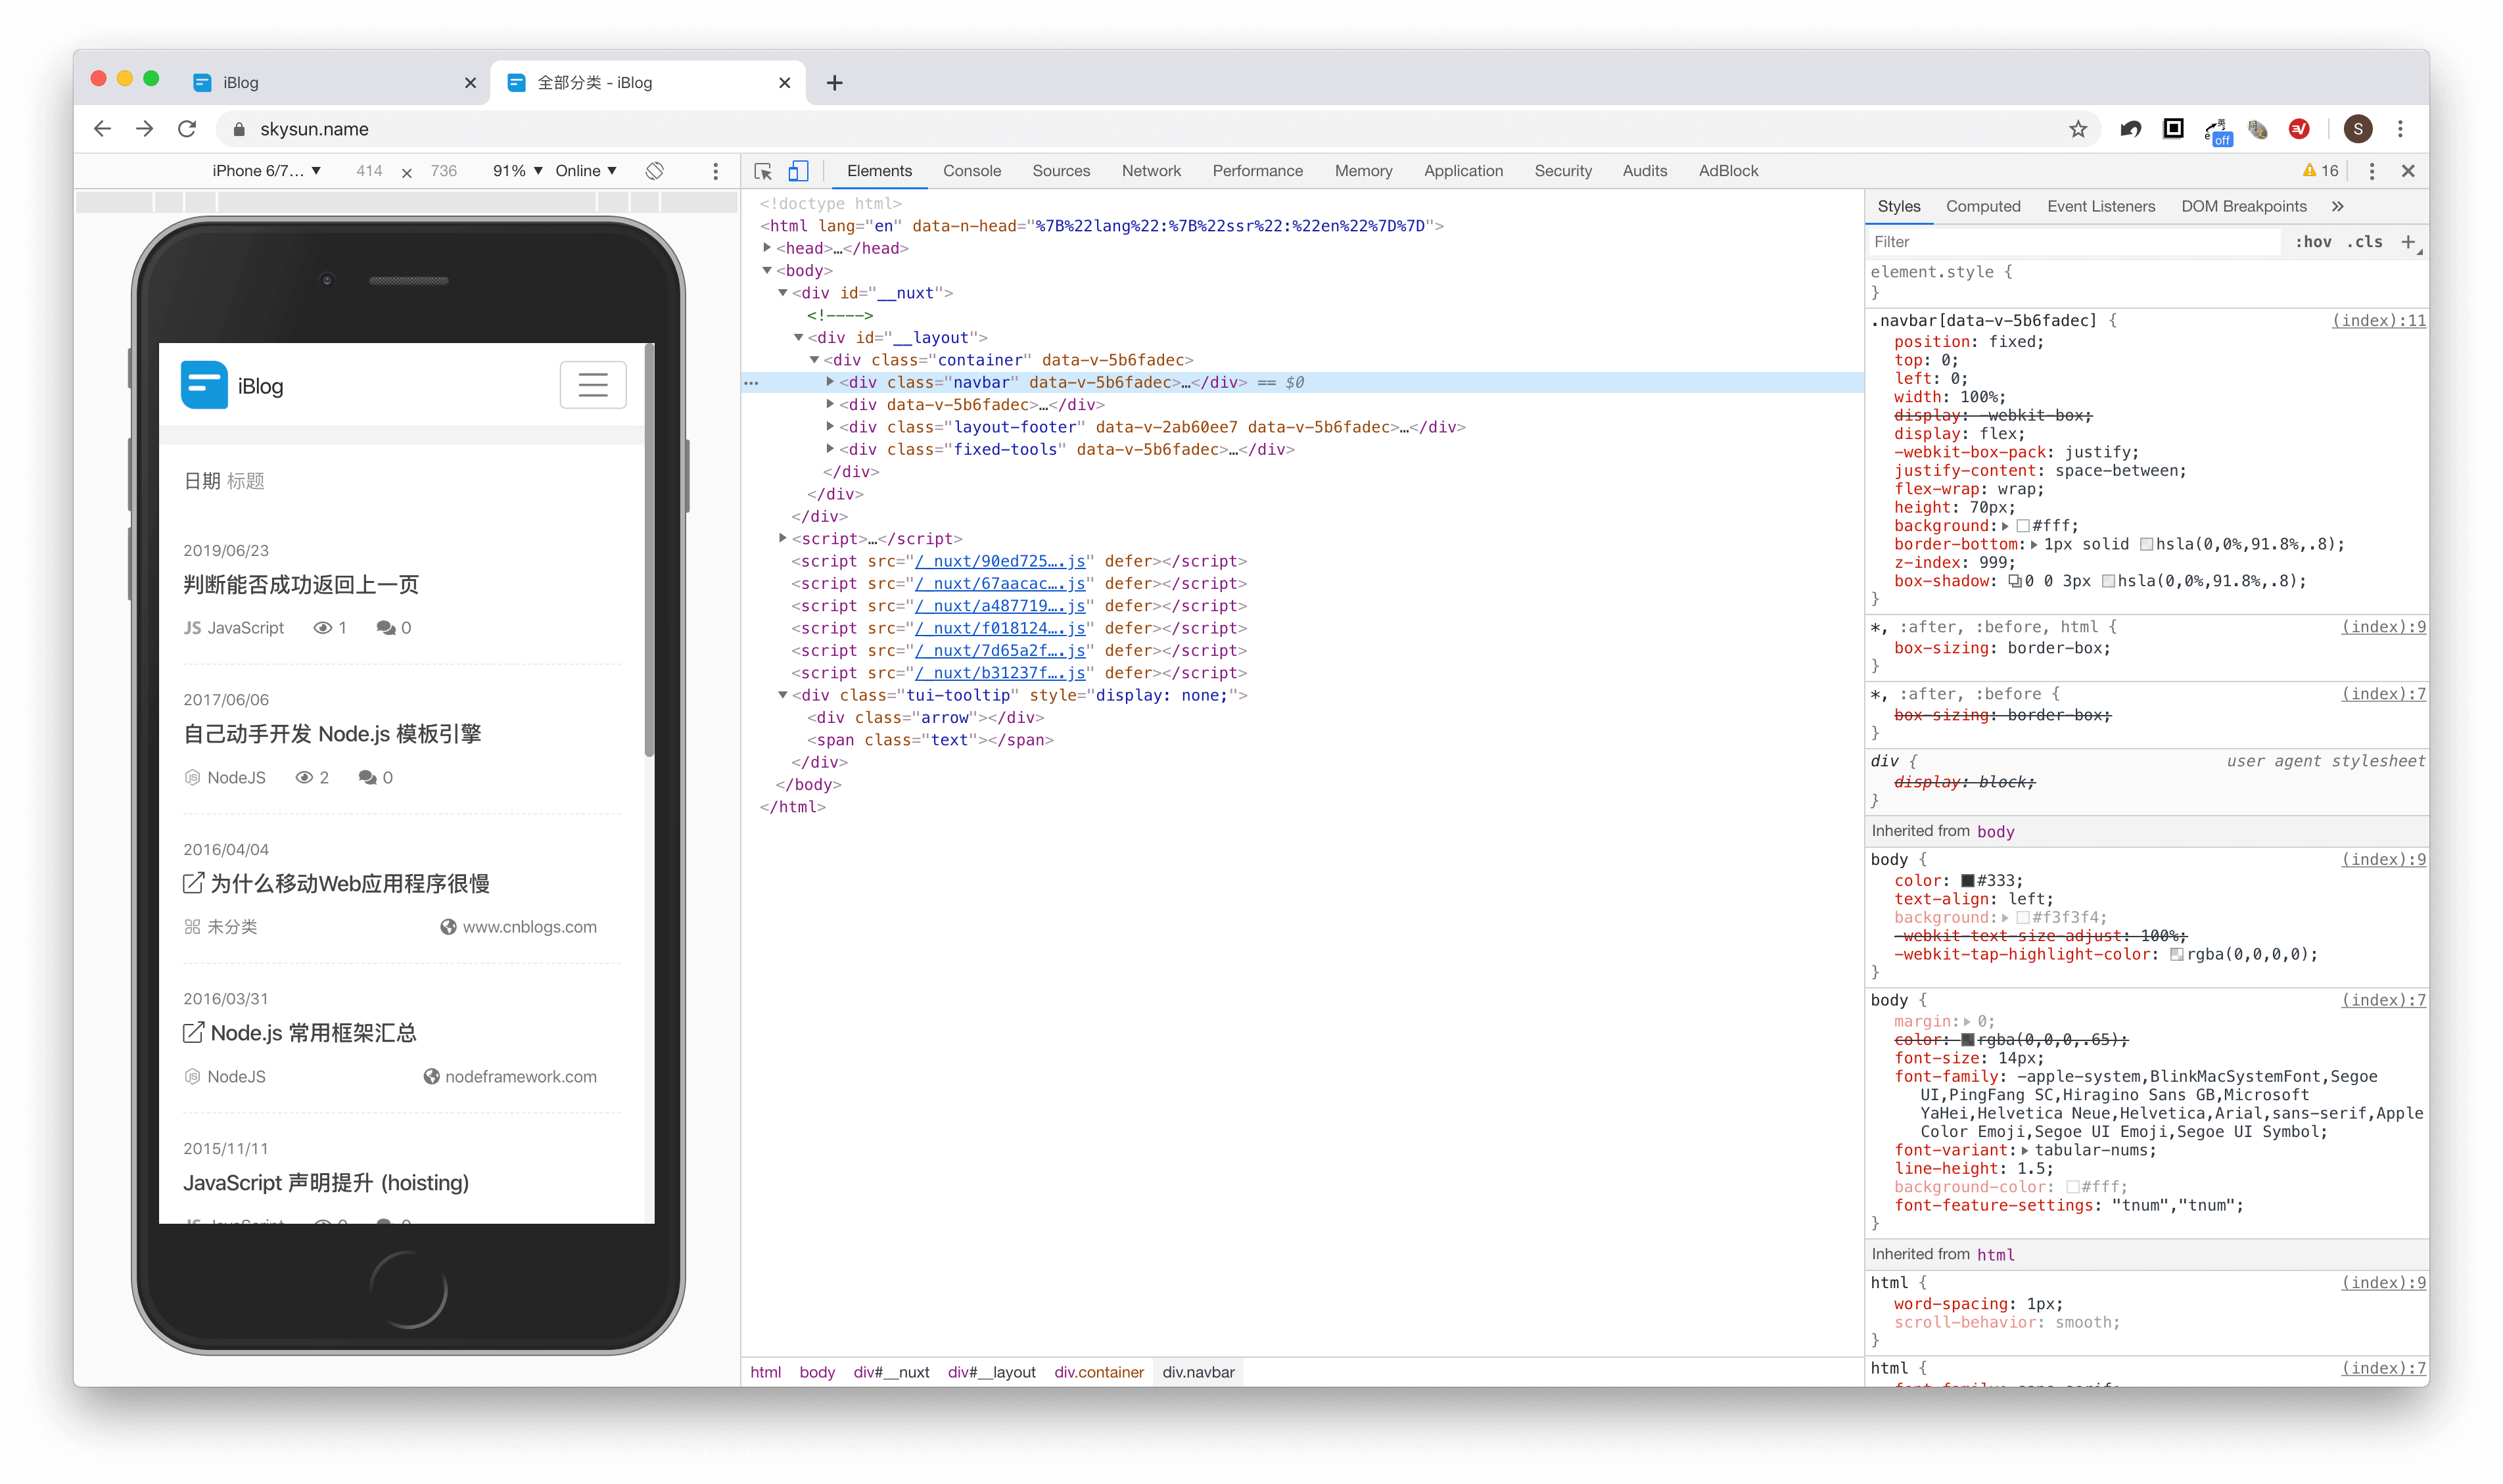 iBlog
全部分类 - iBlog
skysun.name
英
off
S
iPhone 6/7… ▼ 414 × 736 91% ▼ Online ▼
Elements Console Sources Network Performance Memory Application Security Audits AdBlock
16
iBlog
日期 标题
2019/06/23
判断能否成功返回上一页
JS JavaScript 1 0
2017/06/06
自己动手开发 Node.js 模板引擎
NodeJS 2 0
2016/04/04
为什么移动Web应用程序很慢
未分类 www.cnblogs.com
2016/03/31
Node.js 常用框架汇总
NodeJS nodeframework.com
2015/11/11
JavaScript 声明提升 (hoisting)
JS JavaScript 0 0
<!doctype html>
<html lang="en" data-n-head="%7B%22lang%22:%7B%22ssr%22:%22en%22%7D%7D">
<head>…</head>
<body>
<div id="__nuxt">
<!---->
<div id="__layout">
<div class="container" data-v-5b6fadec>
<div class="navbar" data-v-5b6fadec>…</div> == $0
<div data-v-5b6fadec>…</div>
<div class="layout-footer" data-v-2ab60ee7 data-v-5b6fadec>…</div>
<div class="fixed-tools" data-v-5b6fadec>…</div>
</div>
</div>
</div>
<script>…</script>
<script src="/_nuxt/90ed725….js" defer></script>
<script src="/_nuxt/67aacac….js" defer></script>
<script src="/_nuxt/a487719….js" defer></script>
<script src="/_nuxt/f018124….js" defer></script>
<script src="/_nuxt/7d65a2f….js" defer></script>
<script src="/_nuxt/b31237f….js" defer></script>
<div class="tui-tooltip" style="display: none;">
<div class="arrow"></div>
<span class="text"></span>
</div>
</body>
</html>
html body div#__nuxt div#__layout div.container div.navbar
Styles Computed Event Listeners DOM Breakpoints »
Filter :hov .cls +
element.style {
}
.navbar[data-v-5b6fadec] { (index):11
position: fixed;
top: 0;
left: 0;
width: 100%;
display: -webkit-box;
display: flex;
-webkit-box-pack: justify;
justify-content: space-between;
flex-wrap: wrap;
height: 70px;
background: #fff;
border-bottom: 1px solid hsla(0,0%,91.8%,.8);
z-index: 999;
box-shadow: 0 0 3px hsla(0,0%,91.8%,.8);
}
*, :after, :before, html { (index):9
box-sizing: border-box;
}
*, :after, :before { (index):7
box-sizing: border-box;
}
div { user agent stylesheet
display: block;
}
Inherited from body
body { (index):9
color: #333;
text-align: left;
background: #f3f3f4;
-webkit-text-size-adjust: 100%;
-webkit-tap-highlight-color: rgba(0,0,0,0);
}
body { (index):7
margin: 0;
color: rgba(0,0,0,.65);
font-size: 14px;
font-family: -apple-system,BlinkMacSystemFont,Segoe
UI,PingFang SC,Hiragino Sans GB,Microsoft
YaHei,Helvetica Neue,Helvetica,Arial,sans-serif,Apple
Color Emoji,Segoe UI Emoji,Segoe UI Symbol;
font-variant: tabular-nums;
line-height: 1.5;
background-color: #fff;
font-feature-settings: "tnum","tnum";
}
Inherited from html
html { (index):9
word-spacing: 1px;
scroll-behavior: smooth;
}
html { (index):7
font-family: sans-serif;